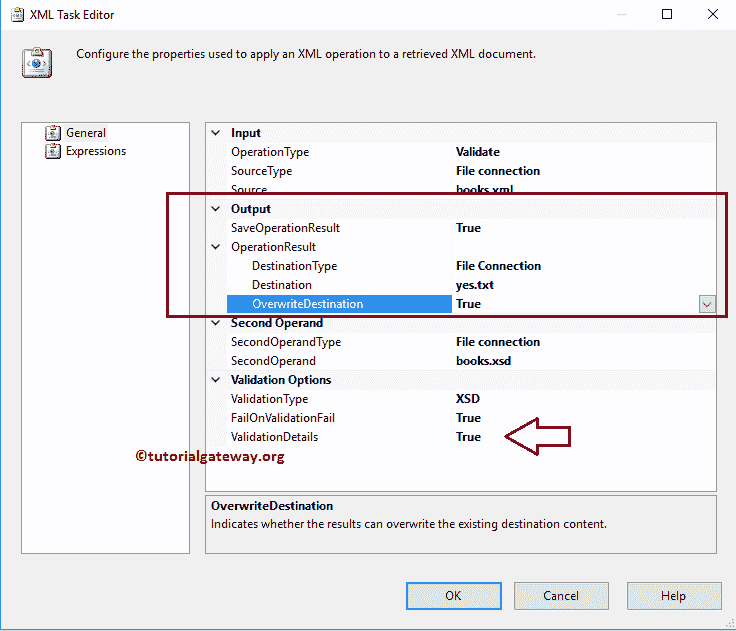 XML Task Editor
Configure the properties used to apply an XML operation to a retrieved XML document.
General
Expressions
Input
OperationType Validate
SourceType File connection
Source books.xml
Output
SaveOperationResult True
OperationResult
DestinationType File Connection
Destination yes.txt
OverwriteDestination True
Second Operand
SecondOperandType File connection
SecondOperand books.xsd
Validation Options
ValidationType XSD
FailOnValidationFail True
ValidationDetails True
©tutorialgateway.org
OverwriteDestination
Indicates whether the results can overwrite the existing destination content.
OK Cancel Help